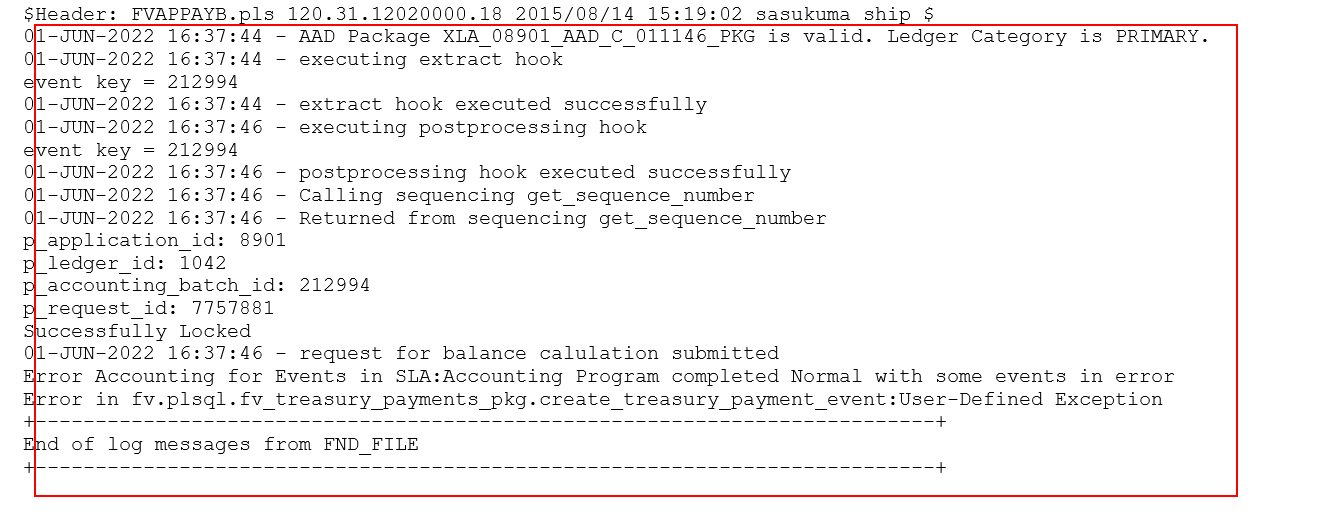 $Header: FVAPPAYB.pls 120.31.12020000.18 2015/08/14 15:19:02 sasukuma ship $
01-JUN-2022 16:37:44 - AAD Package XLA_08901_AAD_C_011146_PKG is valid. Ledger Category is PRIMARY.
01-JUN-2022 16:37:44 - executing extract hook
event key = 212994
01-JUN-2022 16:37:44 - extract hook executed successfully
01-JUN-2022 16:37:46 - executing postprocessing hook
event key = 212994
01-JUN-2022 16:37:46 - postprocessing hook executed successfully
01-JUN-2022 16:37:46 - Calling sequencing get_sequence_number
01-JUN-2022 16:37:46 - Returned from sequencing get_sequence_number
p_application_id: 8901
p_ledger_id: 1042
p_accounting_batch_id: 212994
p_request_id: 7757881
Successfully Locked
01-JUN-2022 16:37:46 - request for balance calulation submitted
Error Accounting for Events in SLA:Accounting Program completed Normal with some events in error
Error in fv.plsql.fv_treasury_payments_pkg.create_treasury_payment_event:User-Defined Exception
+---------------------------------------------------------------------------+
End of log messages from FND_FILE
+---------------------------------------------------------------------------+